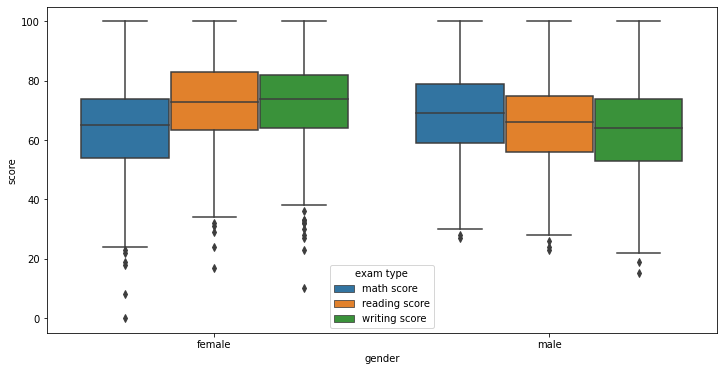 100
80
60
40
20
0
score
exam type
math score
reading score
writing score
female
male
gender